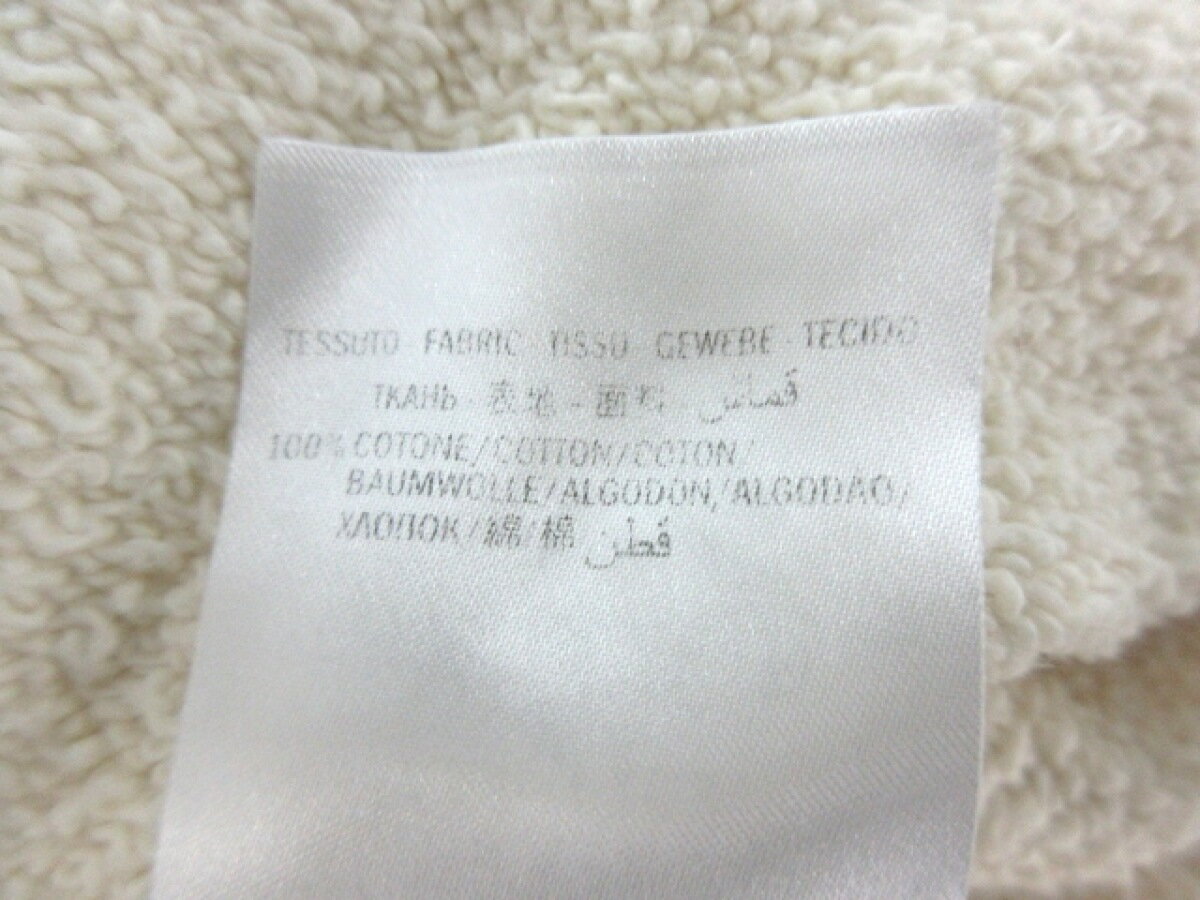 TESSUTO FABRIC TISSU GEWEBE TECIDO
ТКАНЬ - 表地 - 面料 قماش
100% COTONE/COTTON/COTON/
BAUMWOLLE/ALGODON/ALGODAO/
ХЛОПОК/綿/棉 قطن